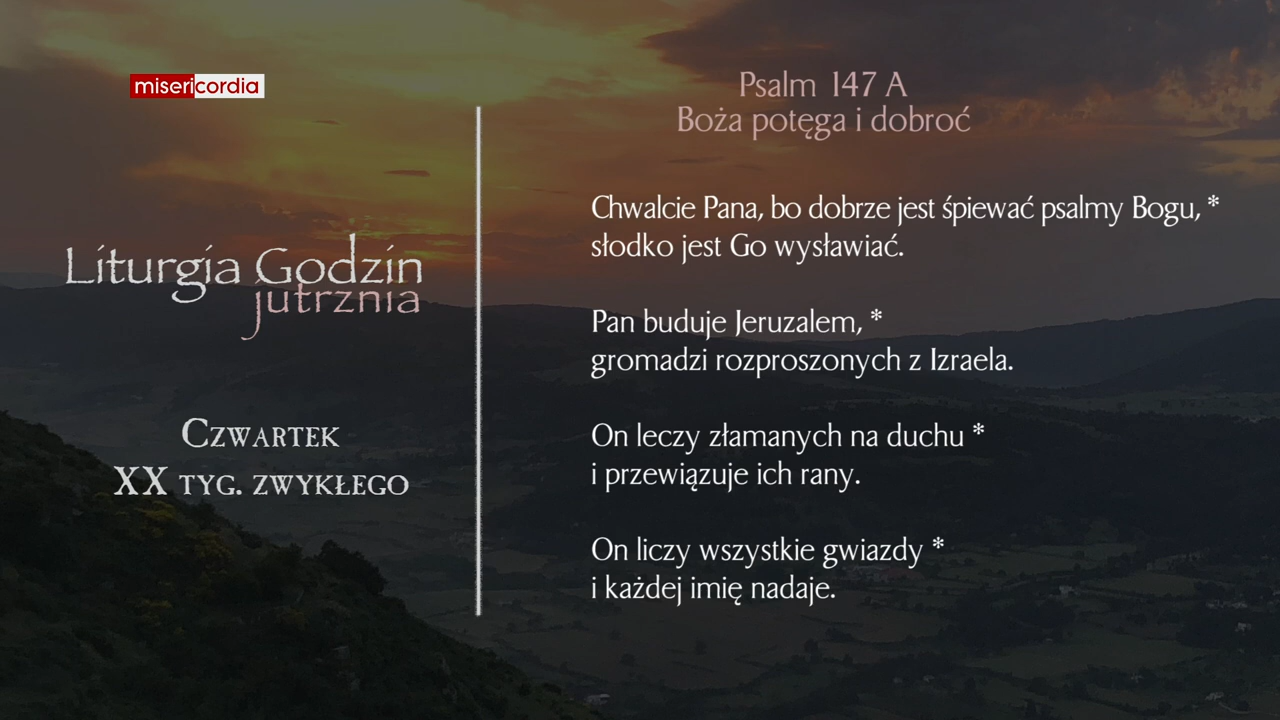 misericordia
Liturgia Godzin
jutrznia
Czwartek
XX tyg. zwykłego
Psalm 147 A
Boża potęga i dobroć
Chwalcie Pana, bo dobrze jest śpiewać psalmy Bogu, *
słodko jest Go wysławiać.
Pan buduje Jeruzalem, *
gromadzi rozproszonych z Izraela.
On leczy złamanych na duchu *
i przewiązuje ich rany.
On liczy wszystkie gwiazdy *
i każdej imię nadaje.